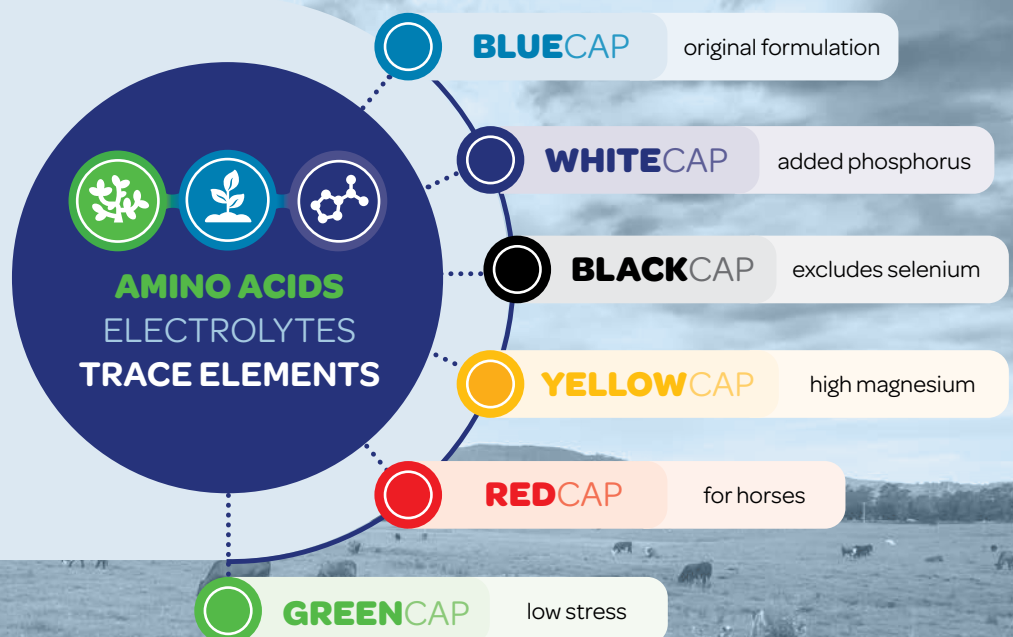 BLUECAP original formulation
WHITECAP added phosphorus
BLACKCAP excludes selenium
AMINO ACIDS
ELECTROLYTES
TRACE ELEMENTS
YELLOWCAP high magnesium
REDCAP for horses
GREENCAP low stress